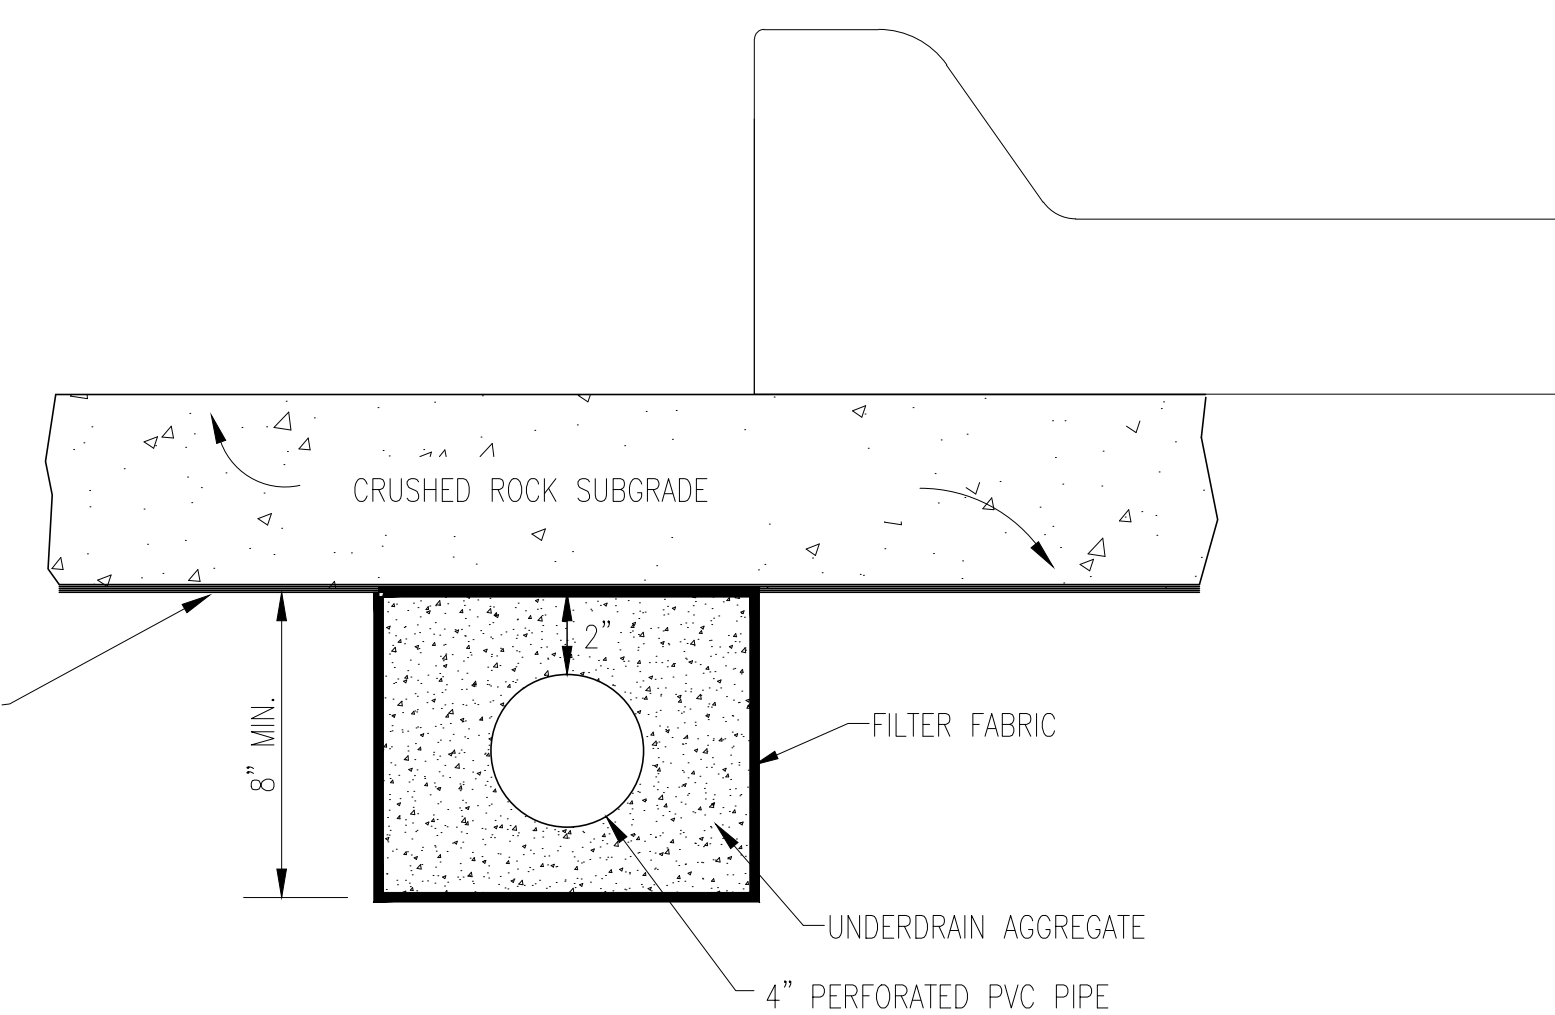 CRUSHED ROCK SUBGRADE
2”
8” MIN.
FILTER FABRIC
UNDERDRAIN AGGREGATE
4” PERFORATED PVC PIPE